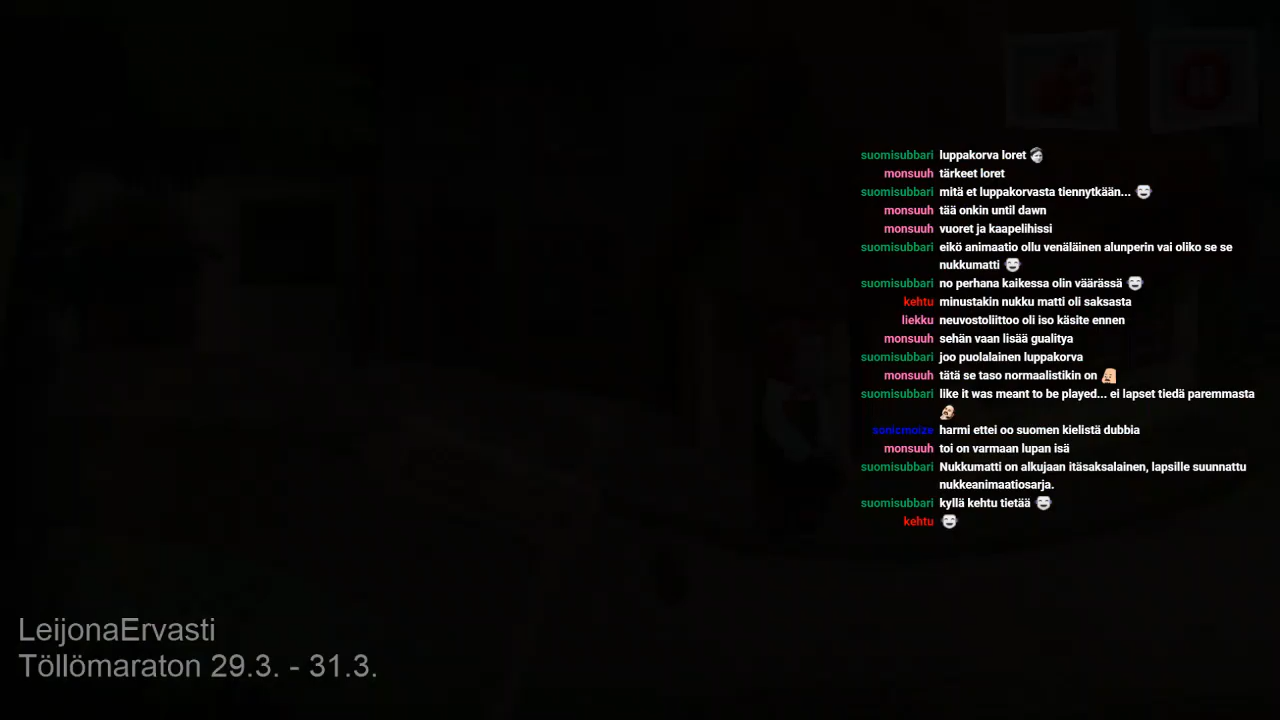 suomisubbari luppakorva loret
monsuuh tärkeet loret
suomisubbari mitä et luppakorvasta tiennytkään...
monsuuh tää onkin until dawn
monsuuh vuoret ja kaapelihissi
suomisubbari eikö animaatio ollu venäläinen alunperin vai oliko se se
nukkumatti
suomisubbari no perhana kaikessa olin väärässä
kehtu minustakin nukku matti oli saksasta
liekku neuvostoliittoo oli iso käsite ennen
monsuuh sehän vaan lisää gualitya
suomisubbari joo puolalainen luppakorva
monsuuh tätä se taso normaalistikin on
suomisubbari like it was meant to be played... ei lapset tiedä paremmasta
sonicmoize harmi ettei oo suomen kielistä dubbia
monsuuh toi on varmaan lupan isä
suomisubbari Nukkumatti on alkujaan itäsaksalainen, lapsille suunnattu
nukkeanimaatiosarja.
suomisubbari kyllä kehtu tietää
kehtu
LeijonaErvasti
Töllömaraton 29.3. - 31.3.